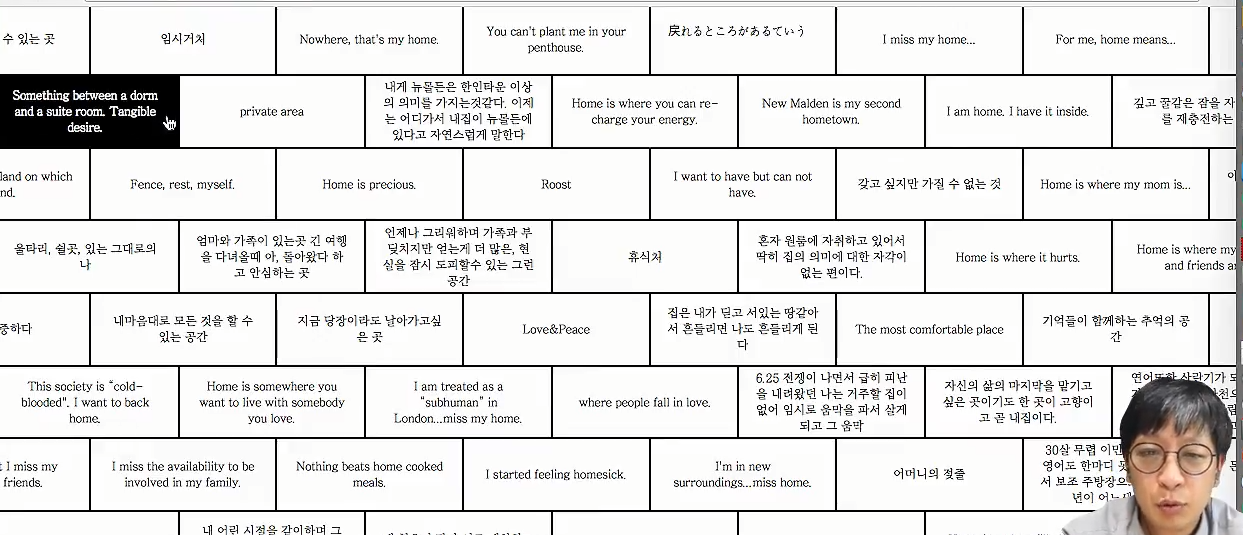 수 있는 곳
임시거처
Nowhere, that's my home.
You can't plant me in your
penthouse.
戻れるところがあるていう
I miss my home...
For me, home means...
Something between a dorm
and a suite room. Tangible
desire.
private area
내게 뉴몰든은 한인타운 이상
의 의미를 가지는것같다. 이제
는 어디가서 내집이 뉴몰든에
있다고 자연스럽게 말한다
Home is where you can re-
charge your energy.
New Malden is my second
hometown.
I am home. I have it inside.
깊고 꿀같은 잠을 자
를 재충전하는
land on which
nd.
Fence, rest, myself.
Home is precious.
Roost
I want to have but can not
have.
갖고 싶지만 가질 수 없는 것
Home is where my mom is...
울타리, 쉴곳, 있는 그대로의
나
엄마와 가족이 있는곳 긴 여행
을 다녀올때 아, 돌아왔다 하
고 안심하는 곳
언제나 그리워하며 가족과 부
딪치지만 얻는게 더 많은, 현
실을 잠시 도피할수 있는 그런
공간
휴식처
혼자 원룸에 자취하고 있어서
딱히 집의 의미에 대한 자각이
없는 편이다.
Home is where it hurts.
Home is where my
and friends ar
중하다
내마음대로 모든 것을 할 수
있는 공간
지금 당장이라도 날아가고싶
은 곳
Love&Peace
집은 내가 딛고 서있는 땅같아
서 흔들리면 나도 흔들리게 된
다
The most comfortable place
기억들이 함께하는 추억의 공
간
This society is "cold-
blooded". I want to back
home.
Home is somewhere you
want to live with somebody
you love.
I am treated as a
"subhuman" in
London...miss my home.
where people fall in love.
6.25 전쟁이 나면서 급히 피난
을 내려왔던 나는 거주할 집이
없어 임시로 움막을 파서 살게
되고 그 움막
자신의 삶의 마지막을 맡기고
싶은 곳이기도 한 곳이 고향이
고 곧 내집이다.
t I miss my
friends.
I miss the availability to be
involved in my family.
Nothing beats home cooked
meals.
I started feeling homesick.
I'm in new
surroundings...miss home.
어머니의 젖줄
30살 무렵 이민
영어도 한마디 못
서 보조 주방장으
년이 어느새
내 어린 시절을 같이하며 그